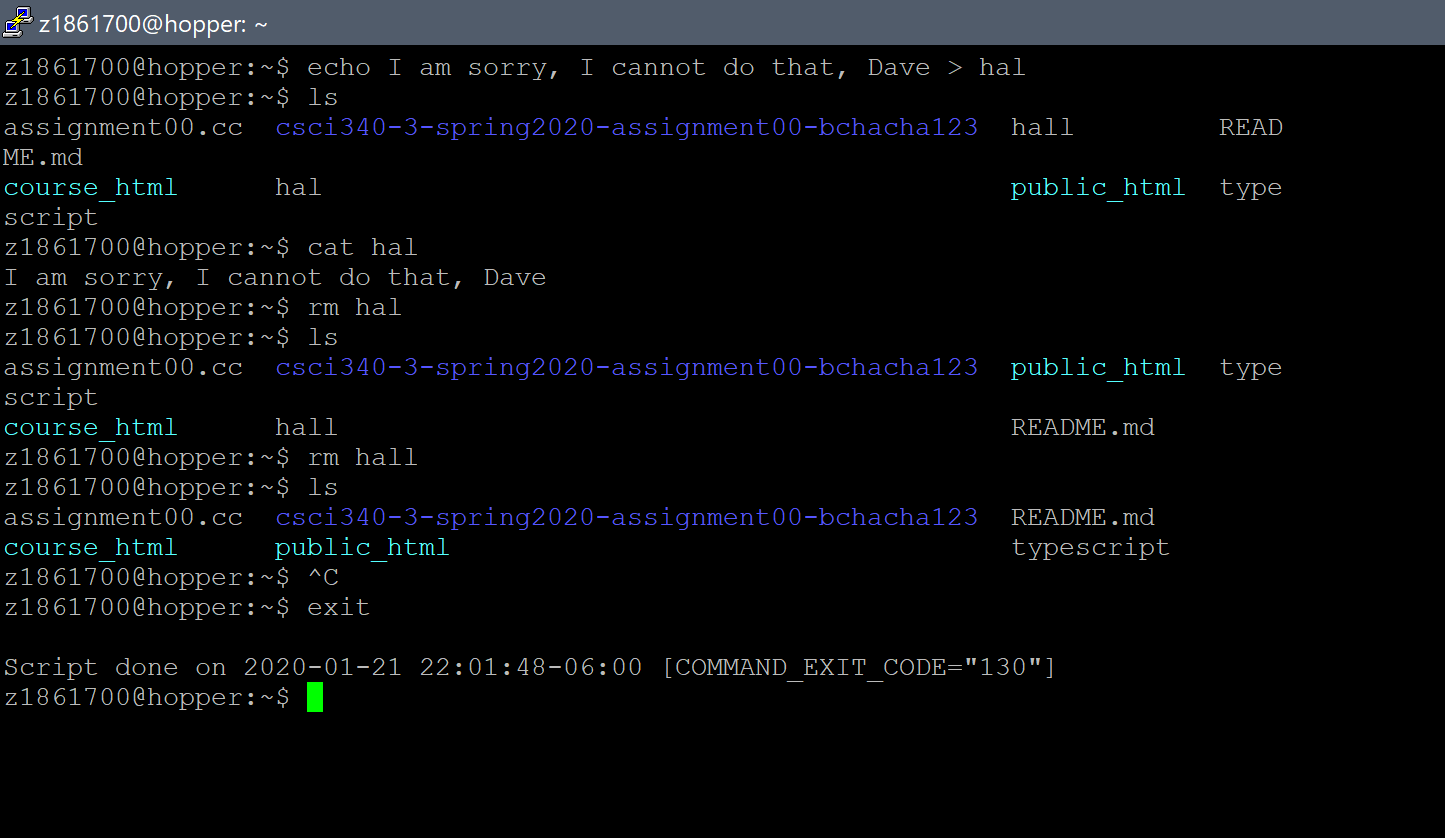 z1861700@hopper: ~
z1861700@hopper:~$ echo I am sorry, I cannot do that, Dave > hal
z1861700@hopper:~$ ls
assignment00.cc  csci340-3-spring2020-assignment00-bchacha123  hall         READ
ME.md
course_html      hal                                           public_html  type
script
z1861700@hopper:~$ cat hal
I am sorry, I cannot do that, Dave
z1861700@hopper:~$ rm hal
z1861700@hopper:~$ ls
assignment00.cc  csci340-3-spring2020-assignment00-bchacha123  public_html  type
script
course_html      hall                                          README.md
z1861700@hopper:~$ rm hall
z1861700@hopper:~$ ls
assignment00.cc  csci340-3-spring2020-assignment00-bchacha123  README.md
course_html      public_html                                   typescript
z1861700@hopper:~$ ^C
z1861700@hopper:~$ exit
Script done on 2020-01-21 22:01:48-06:00 [COMMAND_EXIT_CODE="130"]
z1861700@hopper:~$